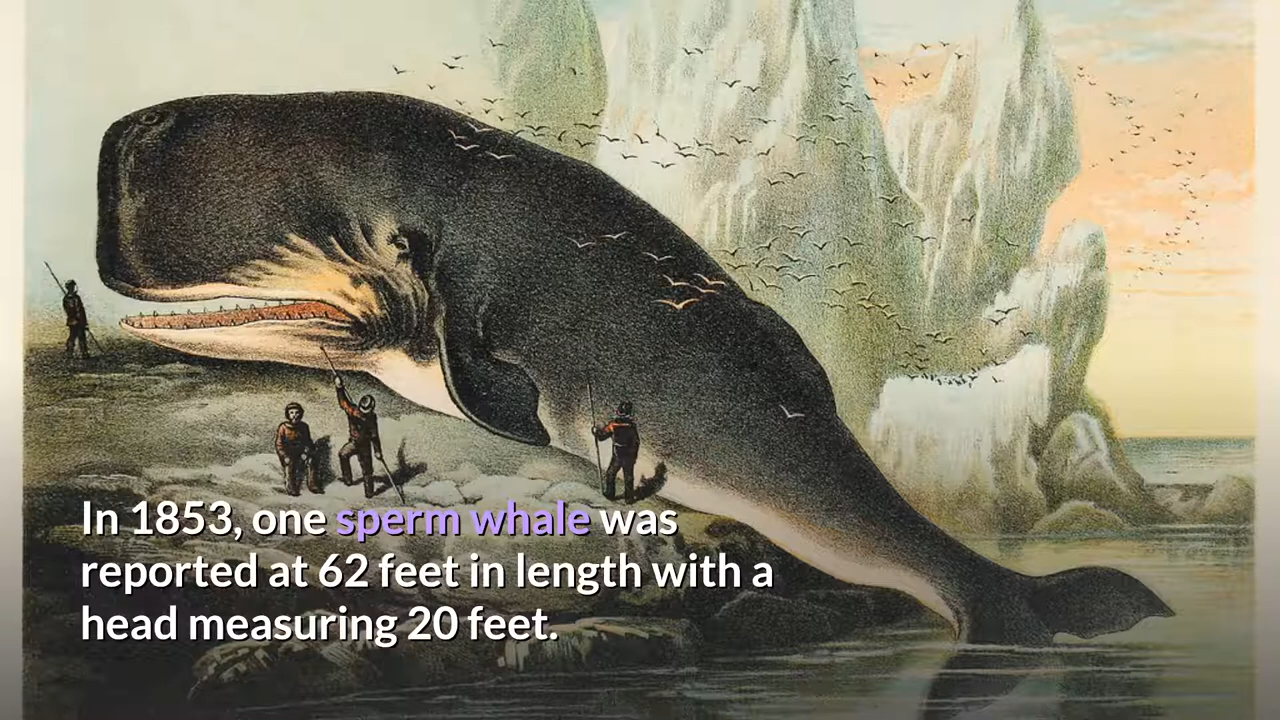 In 1853, one sperm whale was
reported at 62 feet in length with a
head measuring 20 feet.